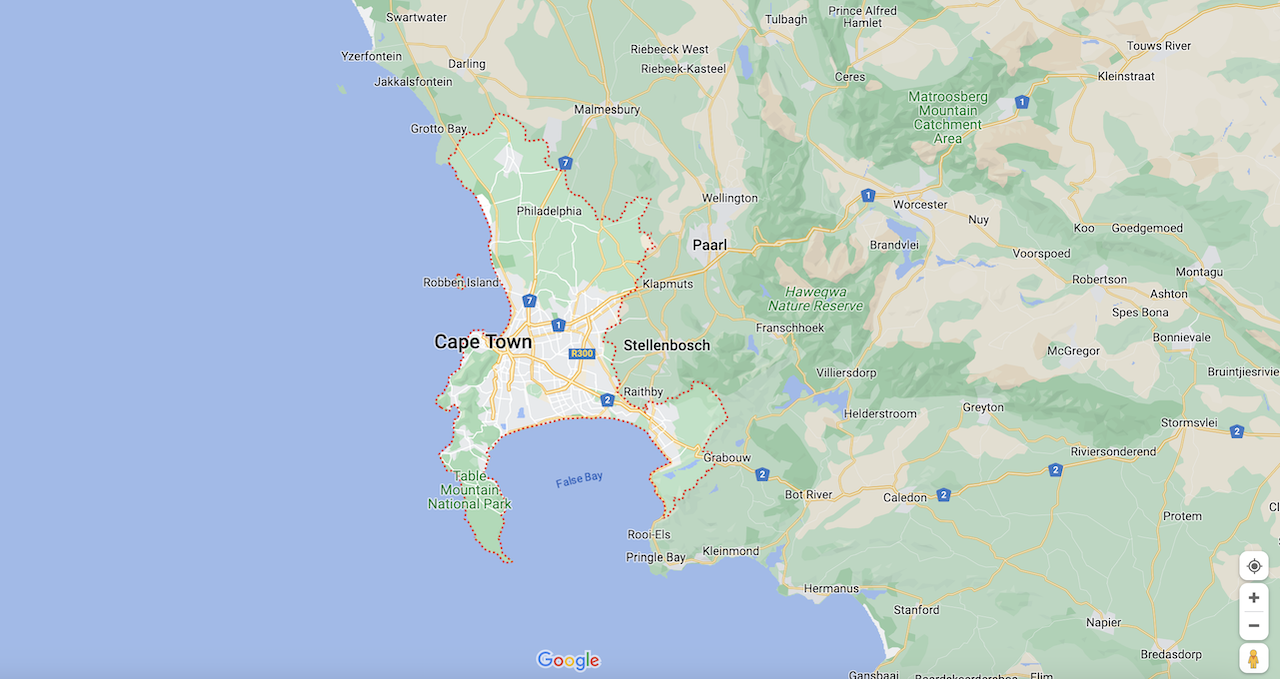 Swartwater
Tulbagh
Prince Alfred
Hamlet
Yzerfontein
Darling
Riebeeck West
Riebeek-Kasteel
Touws River
Ceres
Kleinstraat
Jakkalsfontein
Matroosberg
Mountain
Catchment
Area
1
Malmesbury
Grotto Bay
7
Wellington
1
Worcester
Philadelphia
Nuy
Koo
Goedgemoed
Paarl
Brandvlei
Voorspoed
Montagu
Robben Island
Klapmuts
Robertson
Ashton
Hawequa
Nature Reserve
7
Spes Bona
1
Franschhoek
Bonnievale
Cape Town
R300
Stellenbosch
McGregor
Villiersdorp
Bruintjiesrivie
2
Raithby
Helderstroom
Greyton
Stormsvlei
2
Riviersonderend
Grabouw
2
2
Table
Mountain
National Park
False Bay
Bot River
Caledon
2
Protem
Rooi-Els
Pringle Bay
Kleinmond
Hermanus
Stanford
Napier
Google
Bredasdorp
Gansbaai
Elim